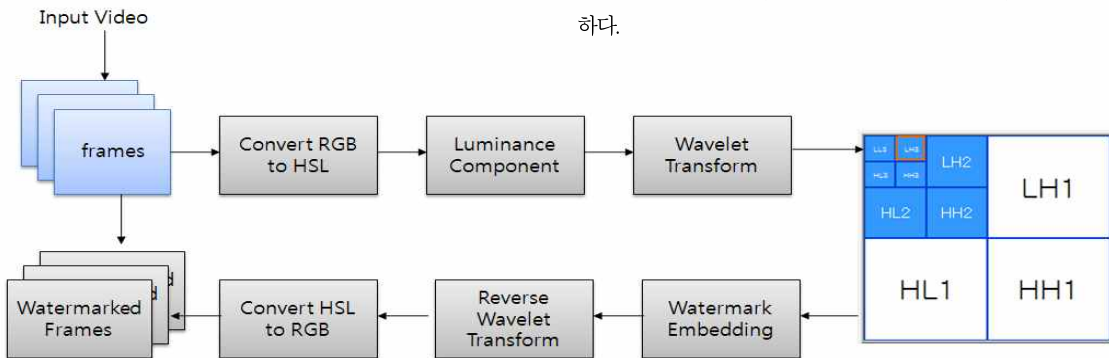 Input Video
하다.
frames
Convert RGB
to HSL
Luminance
Component
Wavelet
Transform
LL3
LH3
HL3
HH3
LH2
HL2
HH2
LH1
HL1
HH1
Watermarked
Frames
Convert HSL
to RGB
Reverse
Wavelet
Transform
Watermark
Embedding